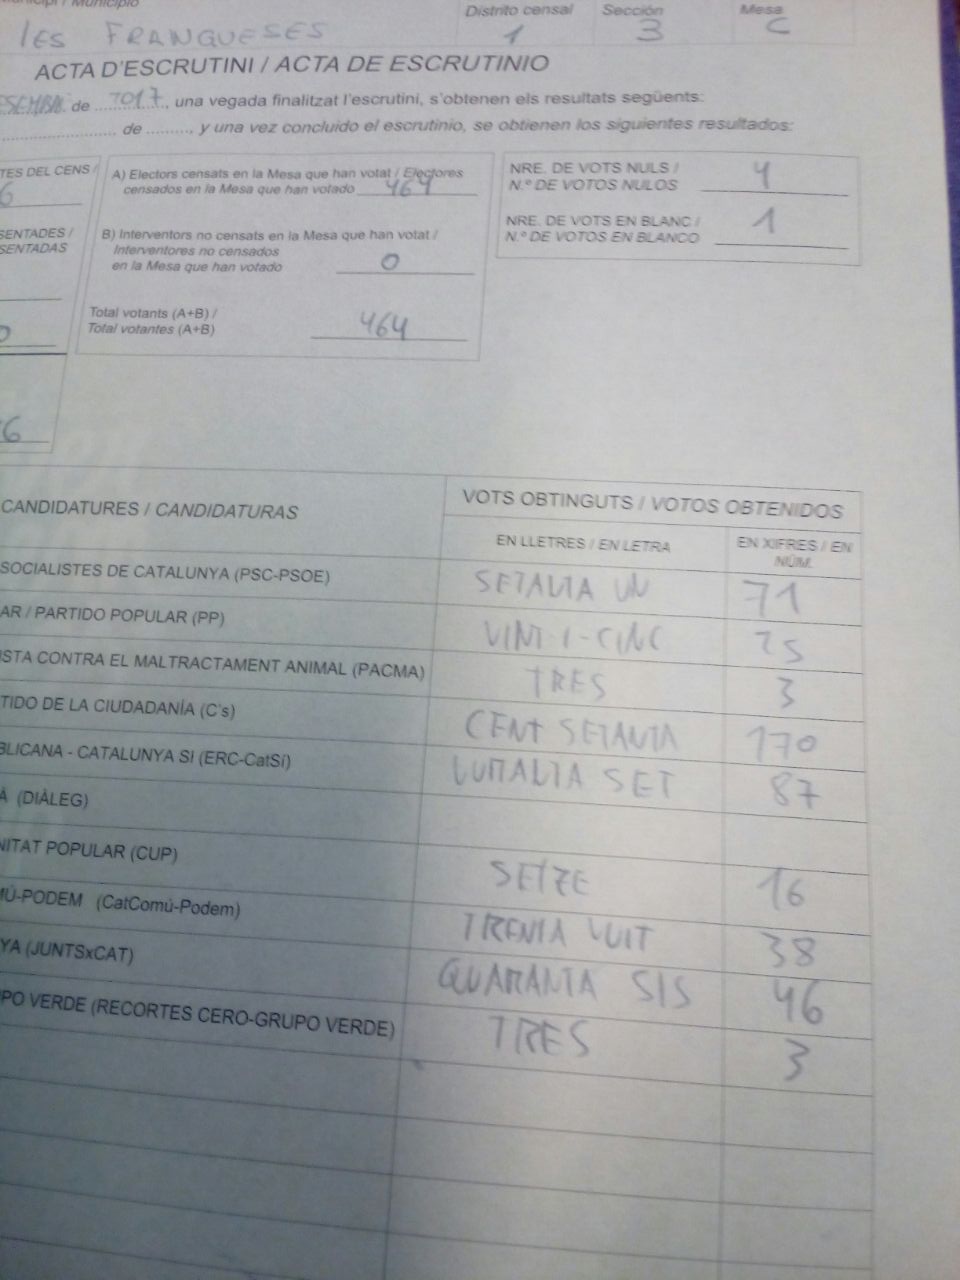 Distrito censal Sección Mesa
les FRANQUESES 1 3 C
ACTA D'ESCRUTINI / ACTA DE ESCRUTINIO
de 2017, una vegada finalitzat l'escrutini, s'obtenen els resultats següents:
de ........., y una vez concluido el escrutinio, se obtienen los siguientes resultados:
TES DEL CENS /
6
SENTADES /
SENTADAS
0
6
A) Electors censats en la Mesa que han votat / Electores
censados en la Mesa que han votado 464
B) Interventors no censats en la Mesa que han votat /
Interventores no censados
en la Mesa que han votado 0
Total votants (A+B) /
Total votantes (A+B) 464
NRE. DE VOTS NULS /
N.º DE VOTOS NULOS 4
NRE. DE VOTS EN BLANC /
N.º DE VOTOS EN BLANCO 1
CANDIDATURES / CANDIDATURAS
VOTS OBTINGUTS / VOTOS OBTENIDOS
EN LLETRES / EN LETRA
EN XIFRES / EN
NÚM.
SOCIALISTES DE CATALUNYA (PSC-PSOE) SETANTA UN 71
AR / PARTIDO POPULAR (PP) VINT-I-CINC 25
ISTA CONTRA EL MALTRACTAMENT ANIMAL (PACMA) TRES 3
TIDO DE LA CIUDADANÍA (C's) CENT SETANTA 170
BLICANA - CATALUNYA SÍ (ERC-CatSí) VUITANTA SET 87
À (DIÀLEG)
NITAT POPULAR (CUP) SETZE 16
MÚ-PODEM (CatComú-Podem) TRENTA VUIT 38
YA (JUNTSxCAT) QUARANTA SIS 46
PO VERDE (RECORTES CERO-GRUPO VERDE) TRES 3